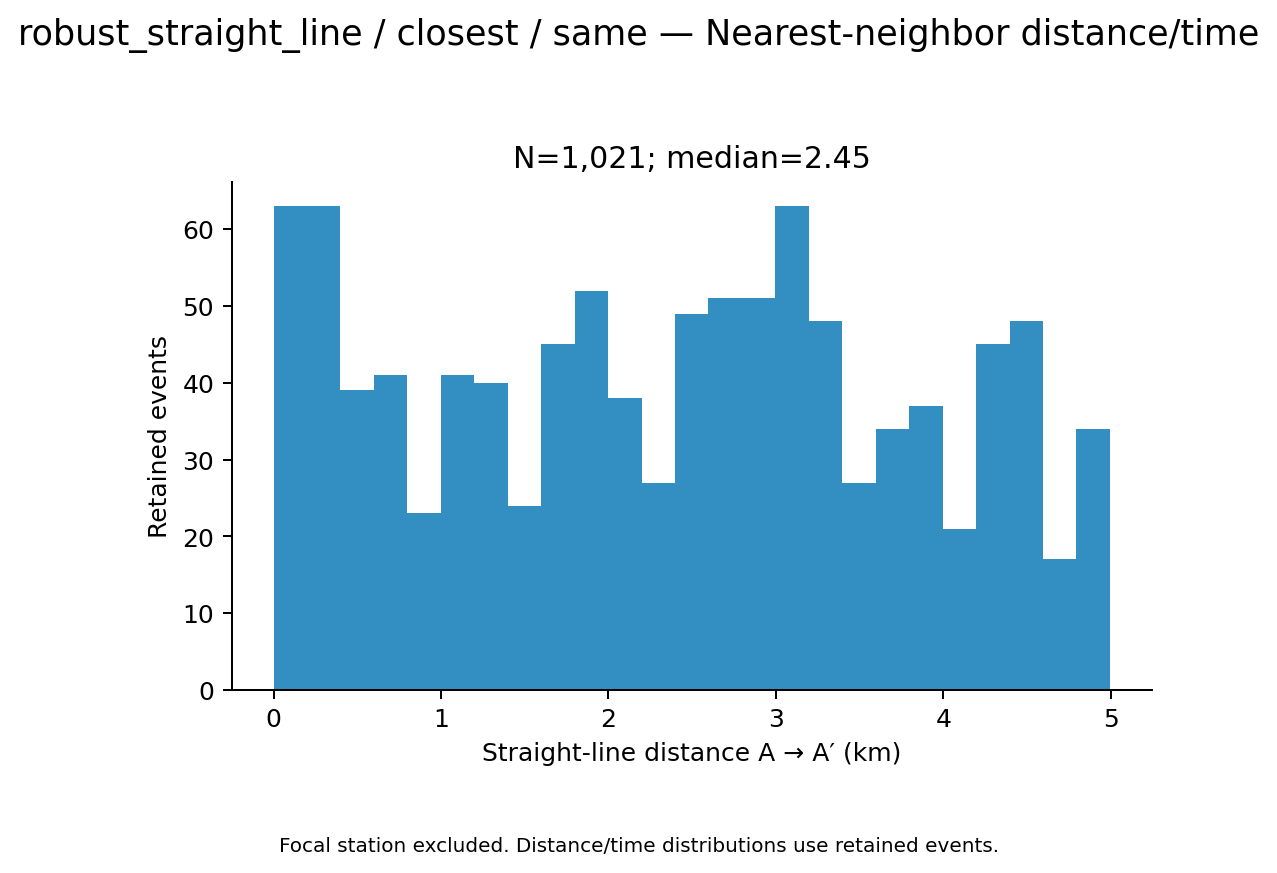 robust_straight_line / closest / same — Nearest-neighbor distance/time
N=1,021; median=2.45
60
50
40
30
20
10
0
Retained events
0 1 2 3 4 5
Straight-line distance A → A′ (km)
Focal station excluded. Distance/time distributions use retained events.